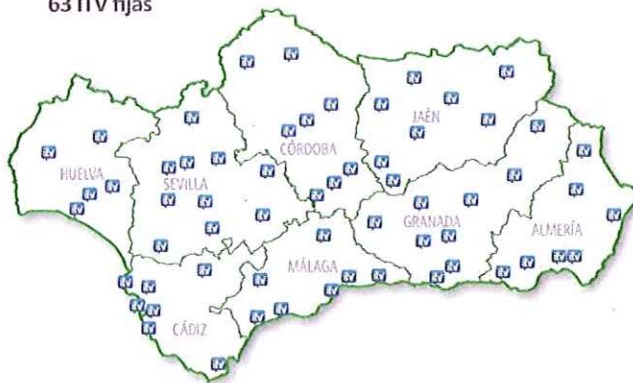 63 ITV fijas
CÓRDOBA
JAÉN
HUELVA
SEVILLA
GRANADA
ALMERÍA
MÁLAGA
CÁDIZ